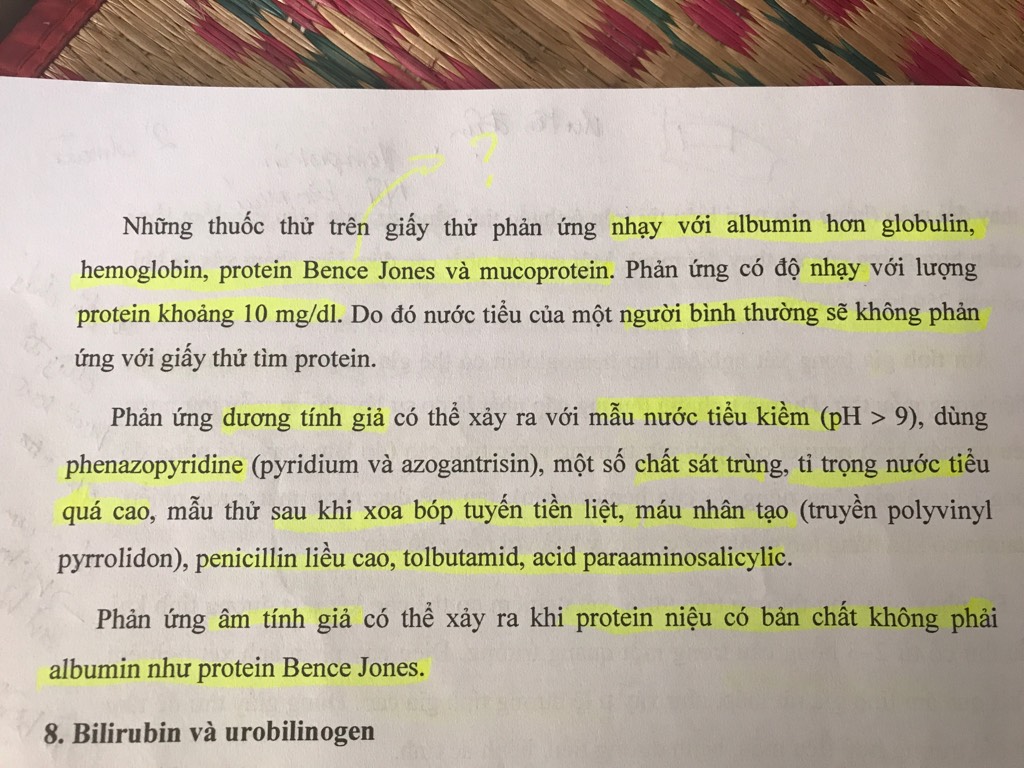 ?
Những thuốc thử trên giấy thử phản ứng nhạy với albumin hơn globulin,
hemoglobin, protein Bence Jones và mucoprotein. Phản ứng có độ nhạy với lượng
protein khoảng 10 mg/dl. Do đó nước tiểu của một người bình thường sẽ không phản
ứng với giấy thử tìm protein.
Phản ứng dương tính giả có thể xảy ra với mẫu nước tiểu kiềm (pH > 9), dùng
phenazopyridine (pyridium và azogantrisin), một số chất sát trùng, tỉ trọng nước tiểu
quá cao, mẫu thử sau khi xoa bóp tuyến tiền liệt, máu nhân tạo (truyền polyvinyl
pyrrolidon), penicillin liều cao, tolbutamid, acid paraaminosalicylic.
Phản ứng âm tính giả có thể xảy ra khi protein niệu có bản chất không phải
albumin như protein Bence Jones.
8. Bilirubin và urobilinogen